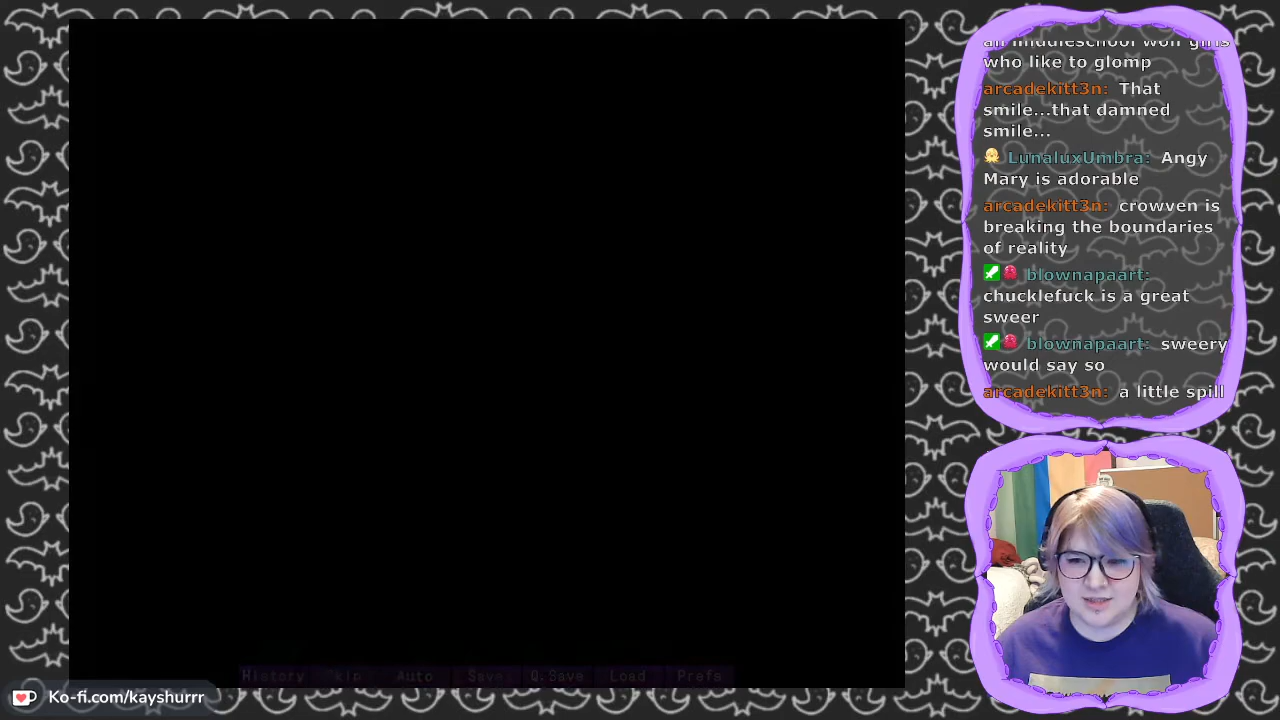 who like to glomp
arcadekitt3n: That
smile...that damned
smile...
LunaluxUmbra: Angy
Mary is adorable
arcadekitt3n: crowven is
breaking the boundaries
of reality
blownapaart:
chucklefuck is a great
sweer
blownapaart: sweery
would say so
arcadekitt3n: a little spill
History Skip Auto Save Q.Save Load Prefs
Ko-fi.com/kayshurrr